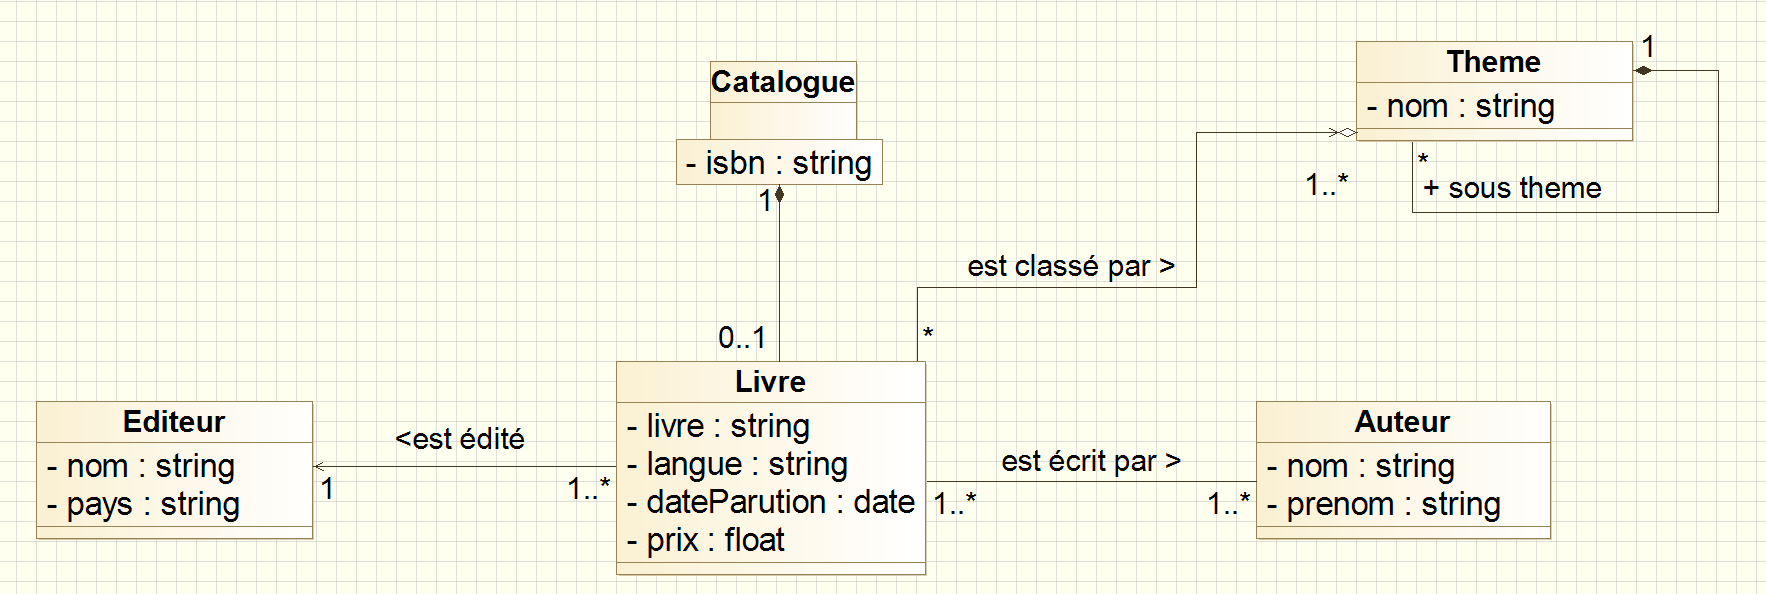 Catalogue
- isbn : string
1
0..1
Theme
- nom : string
1
*
+ sous theme
1..*
est classé par >
*
Editeur
- nom : string
- pays : string
<est édité
1
1..*
Livre
- livre : string
- langue : string
- dateParution : date
- prix : float
est écrit par >
1..*
1..*
Auteur
- nom : string
- prenom : string